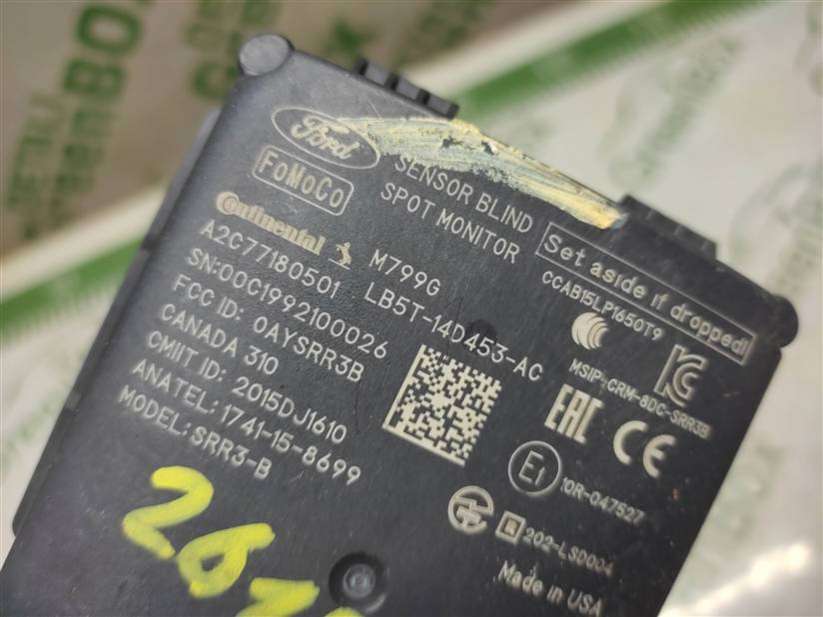 Ford
FoMoCo
SENSOR BLIND
SPOT MONITOR
Set aside if dropped!
Continental
M799G
A2C77180501
LB5T-14D453-AC
SN:00C1992100026
FCC ID: OAYSRR3B
CANADA 310
CMIIT ID: 2015DJ1610
ANATEL: 1741-15-8699
MODEL: SRR3-B
CCAB15LP1650T9
MSIP-CRM-8DC-SRR3B
EAC
CE
E1
10R-047527
R 202-LSD004
Made in USA
GreenBOX